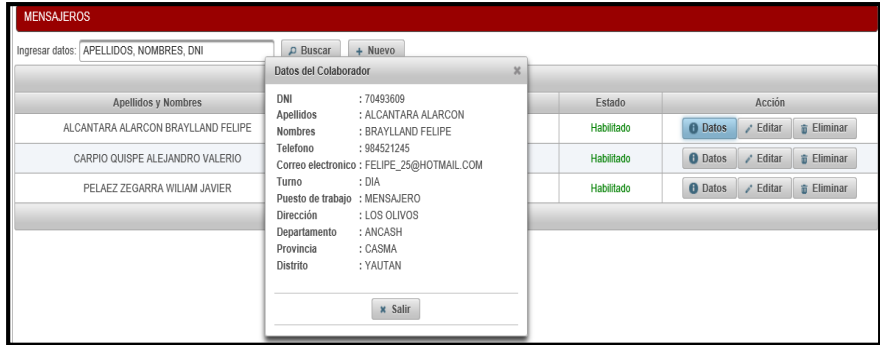 MENSAJEROS
Ingresar datos: APELLIDOS, NOMBRES, DNI Buscar + Nuevo
Datos del Colaborador x
Apellidos y Nombres Estado Acción
ALCANTARA ALARCON BRAYLLAND FELIPE Habilitado Datos Editar Eliminar
CARPIO QUISPE ALEJANDRO VALERIO Habilitado Datos Editar Eliminar
PELAEZ ZEGARRA WILIAM JAVIER Habilitado Datos Editar Eliminar
DNI : 70493609
Apellidos : ALCANTARA ALARCON
Nombres : BRAYLLAND FELIPE
Telefono : 984521245
Correo electronico : FELIPE_25@HOTMAIL.COM
Turno : DIA
Puesto de trabajo : MENSAJERO
Dirección : LOS OLIVOS
Departamento : ANCASH
Provincia : CASMA
Distrito : YAUTAN
x Salir